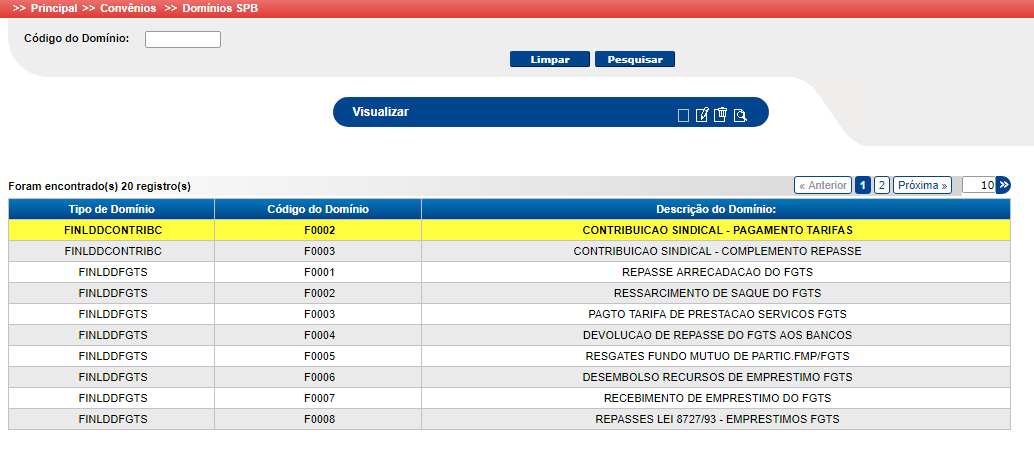 >> Principal >> Convênios >> Domínios SPB
Código do Domínio:
Limpar Pesquisar
Visualizar
Foram encontrado(s) 20 registro(s) « Anterior 1 2 Próxima » 10 »
Tipo de Domínio Código do Domínio Descrição do Domínio:
FINLDDCONTRIBC F0002 CONTRIBUICAO SINDICAL - PAGAMENTO TARIFAS
FINLDDCONTRIBC F0003 CONTRIBUICAO SINDICAL - COMPLEMENTO REPASSE
FINLDDFGTS F0001 REPASSE ARRECADACAO DO FGTS
FINLDDFGTS F0002 RESSARCIMENTO DE SAQUE DO FGTS
FINLDDFGTS F0003 PAGTO TARIFA DE PRESTACAO SERVICOS FGTS
FINLDDFGTS F0004 DEVOLUCAO DE REPASSE DO FGTS AOS BANCOS
FINLDDFGTS F0005 RESGATES FUNDO MUTUO DE PARTIC.FMP/FGTS
FINLDDFGTS F0006 DESEMBOLSO RECURSOS DE EMPRESTIMO FGTS
FINLDDFGTS F0007 RECEBIMENTO DE EMPRESTIMO DO FGTS
FINLDDFGTS F0008 REPASSES LEI 8727/93 - EMPRESTIMOS FGTS